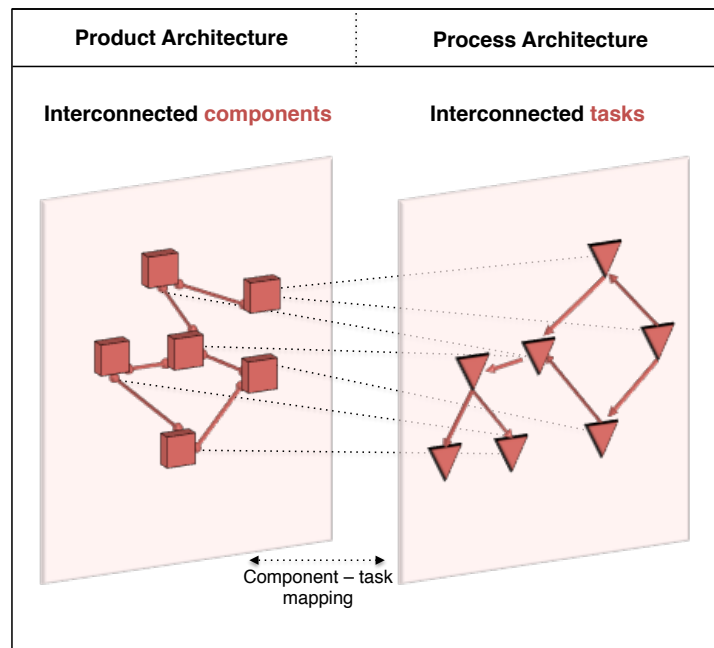 Product Architecture
Process Architecture
Interconnected components
Interconnected tasks
Component – task
mapping